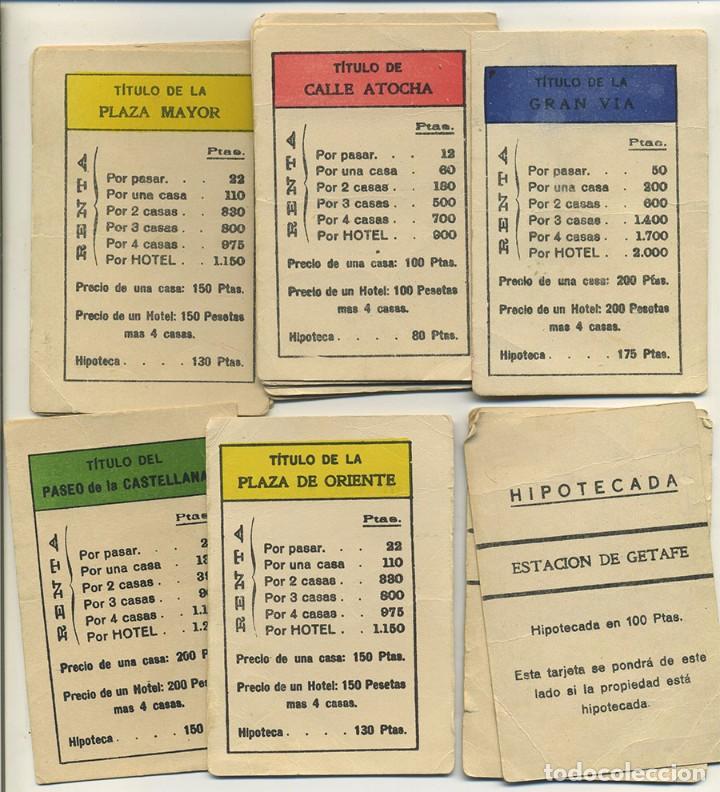 TÍTULO DE LA
PLAZA MAYOR
RENTA
Ptas.
Por pasar. . . 22
Por una casa . . 110
Por 2 casas . . 330
Por 3 casas . . 800
Por 4 casas . . 975
Por HOTEL . . 1.150
Precio de una casa: 150 Ptas.
Precio de un Hotel: 150 Pesetas
mas 4 casas.
Hipoteca . . . . 130 Ptas.
TÍTULO DE
CALLE ATOCHA
RENTA
Ptas.
Por pasar. . . 12
Por una casa . 60
Por 2 casas . . 180
Por 3 casas . . 500
Por 4 casas . . 700
Por HOTEL . . 900
Precio de una casa: 100 Ptas.
Precio de un Hotel: 100 Pesetas
mas 4 casas.
Hipoteca . . . . 80 Ptas.
TÍTULO DE LA
GRAN VIA
RENTA
Ptas.
Por pasar. . . 50
Por una casa . . 200
Por 2 casas . . 600
Por 3 casas . . 1.400
Por 4 casas . . 1.700
Por HOTEL . . 2.000
Precio de una casa: 200 Ptas.
Precio de un Hotel: 200 Pesetas
mas 4 casas.
Hipoteca . . . . 175 Ptas.
TÍTULO DEL
PASEO de la CASTELLANA
RENTA
Ptas.
Por pasar. . .
Por una casa .
Por 2 casas . .
Por 3 casas . .
Por 4 casas . .
Por HOTEL . .
Precio de una casa: 200
Precio de un Hotel: 200
mas 4 casas.
Hipoteca . . . . 150
TÍTULO DE LA
PLAZA DE ORIENTE
RENTA
Ptas.
Por pasar. . . 22
Por una casa . . 110
Por 2 casas . . 330
Por 3 casas . . 800
Por 4 casas . . 975
Por HOTEL . . 1.150
Precio de una casa: 150 Ptas.
Precio de un Hotel: 150 Pesetas
mas 4 casas.
Hipoteca . . . . 130 Ptas.
HIPOTECADA
ESTACION DE GETAFE
Hipotecada en 100 Ptas.
Esta tarjeta se pondrá de este
lado si la propiedad está
hipotecada.
todocoleccion.net